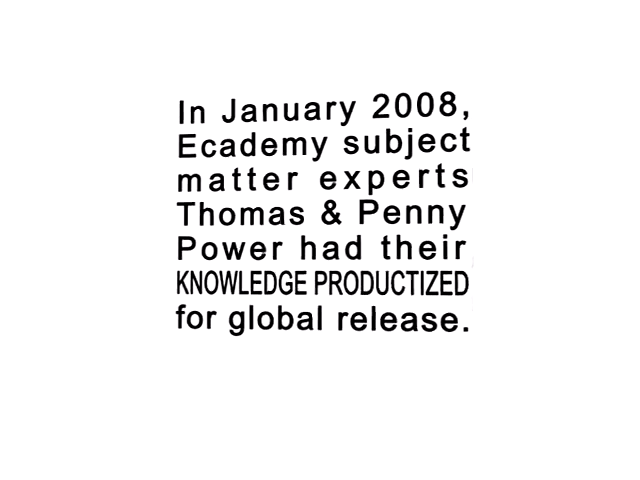 In January 2008,
Ecademy subject
matter experts
Thomas & Penny
Power had their
KNOWLEDGE PRODUCTIZED
for global release.